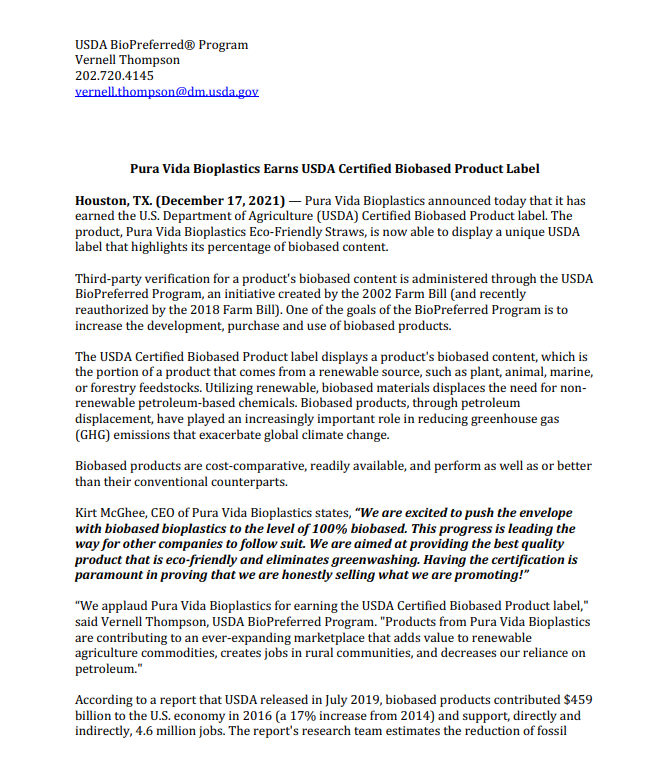 USDA BioPreferred® Program
Vernell Thompson
202.720.4145
vernell.thompson@dm.usda.gov
Pura Vida Bioplastics Earns USDA Certified Biobased Product Label
Houston, TX. (December 17, 2021) — Pura Vida Bioplastics announced today that it has
earned the U.S. Department of Agriculture (USDA) Certified Biobased Product label. The
product, Pura Vida Bioplastics Eco-Friendly Straws, is now able to display a unique USDA
label that highlights its percentage of biobased content.
Third-party verification for a product's biobased content is administered through the USDA
BioPreferred Program, an initiative created by the 2002 Farm Bill (and recently
reauthorized by the 2018 Farm Bill). One of the goals of the BioPreferred Program is to
increase the development, purchase and use of biobased products.
The USDA Certified Biobased Product label displays a product's biobased content, which is
the portion of a product that comes from a renewable source, such as plant, animal, marine,
or forestry feedstocks. Utilizing renewable, biobased materials displaces the need for non-
renewable petroleum-based chemicals. Biobased products, through petroleum
displacement, have played an increasingly important role in reducing greenhouse gas
(GHG) emissions that exacerbate global climate change.
Biobased products are cost-comparative, readily available, and perform as well as or better
than their conventional counterparts.
Kirt McGhee, CEO of Pura Vida Bioplastics states, “We are excited to push the envelope
with biobased bioplastics to the level of 100% biobased. This progress is leading the
way for other companies to follow suit. We are aimed at providing the best quality
product that is eco-friendly and eliminates greenwashing. Having the certification is
paramount in proving that we are honestly selling what we are promoting!”
“We applaud Pura Vida Bioplastics for earning the USDA Certified Biobased Product label,"
said Vernell Thompson, USDA BioPreferred Program. "Products from Pura Vida Bioplastics
are contributing to an ever-expanding marketplace that adds value to renewable
agriculture commodities, creates jobs in rural communities, and decreases our reliance on
petroleum."
According to a report that USDA released in July 2019, biobased products contributed $459
billion to the U.S. economy in 2016 (a 17% increase from 2014) and support, directly and
indirectly, 4.6 million jobs. The report's research team estimates the reduction of fossil